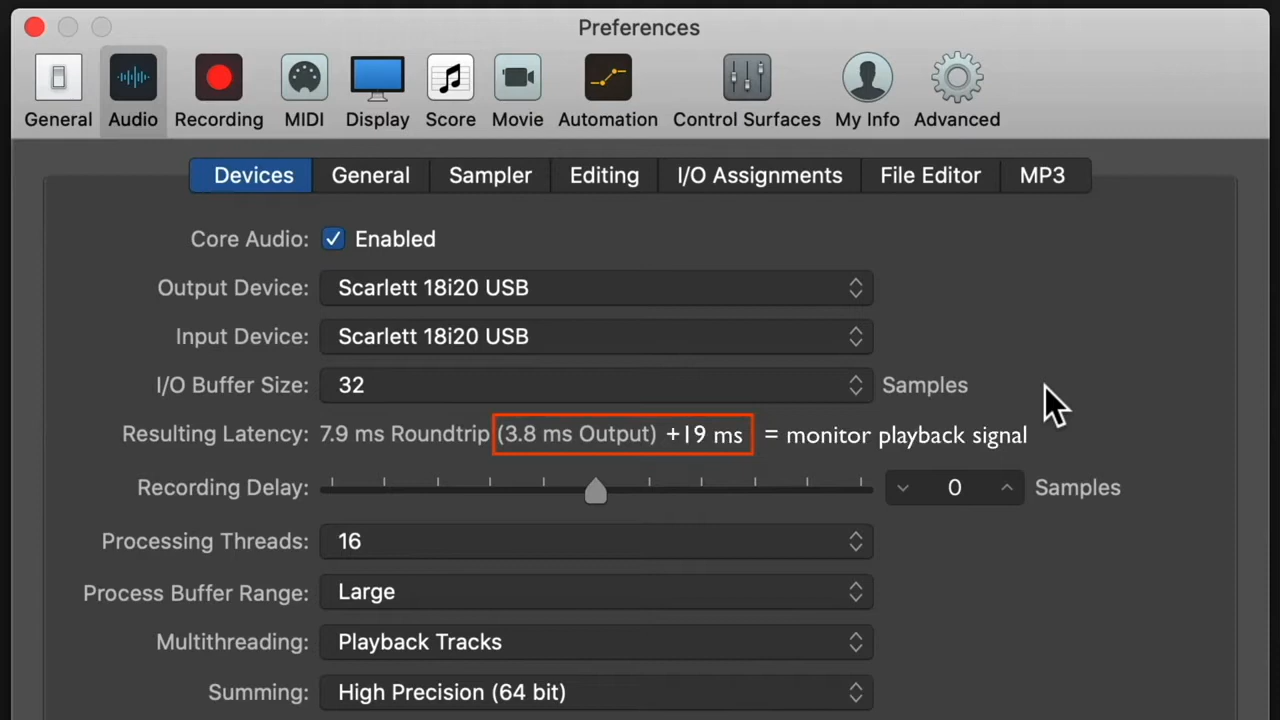 Preferences
General Audio Recording MIDI Display Score Movie Automation Control Surfaces My Info Advanced
Devices General Sampler Editing I/O Assignments File Editor MP3
Core Audio: Enabled
Output Device: Scarlett 18i20 USB
Input Device: Scarlett 18i20 USB
I/O Buffer Size: 32 Samples
Resulting Latency: 7.9 ms Roundtrip (3.8 ms Output) +19 ms = monitor playback signal
Recording Delay: 0 Samples
Processing Threads: 16
Process Buffer Range: Large
Multithreading: Playback Tracks
Summing: High Precision (64 bit)